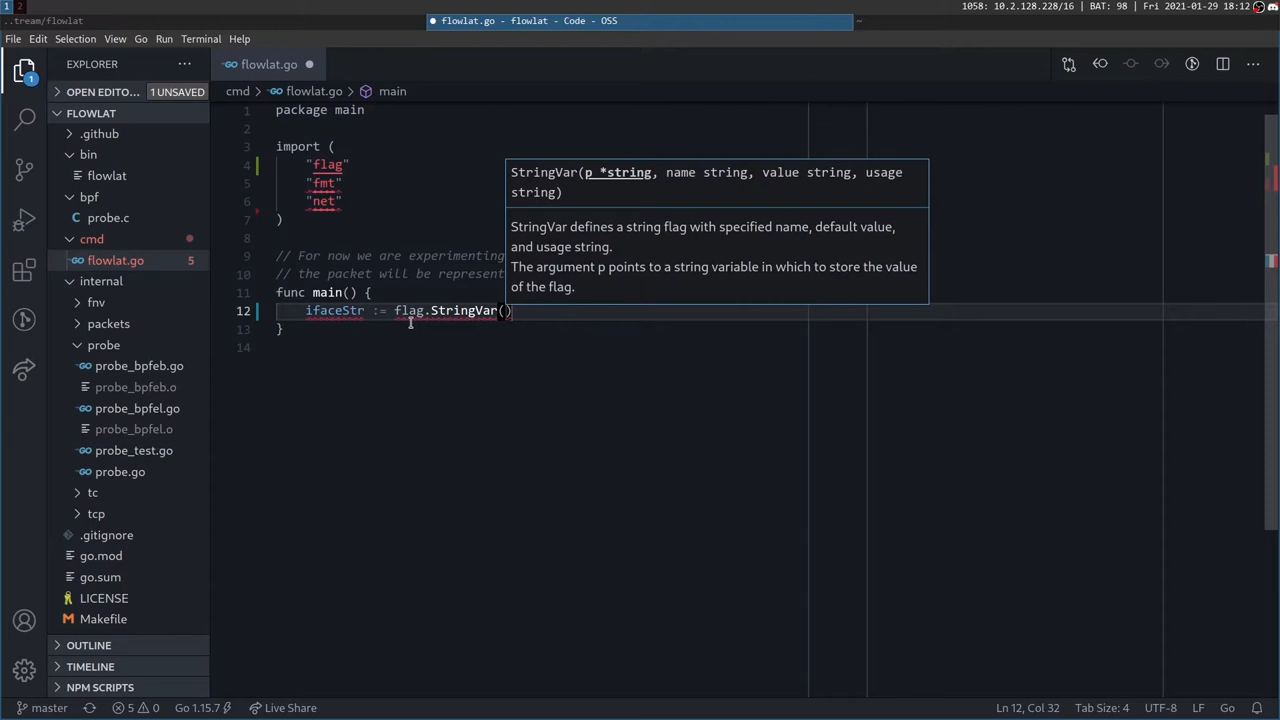 1 2
1058: 10.2.128.228/16 | BAT: 98 | Fri 2021-01-29 18:12
..tream/flowlat
● flowlat.go - flowlat - Code - OSS
~
File Edit Selection View Go Run Terminal Help
EXPLORER ···
flowlat.go ●
1
OPEN EDITO... 1 UNSAVED
cmd > flowlat.go > main
FLOWLAT
.github
bin
flowlat
bpf
probe.c
cmd
flowlat.go 5
internal
fnv
packets
probe
probe_bpfeb.go
probe_bpfeb.o
probe_bpfel.go
probe_bpfel.o
probe_test.go
probe.go
tc
tcp
.gitignore
go.mod
go.sum
LICENSE
Makefile
OUTLINE
TIMELINE
NPM SCRIPTS
1 package main
2
3 import (
4 "flag"
5 "fmt"
6 "net"
7 )
8
9 // For now we are experimenting
10 // the packet will be represent
11 func main() {
12 ifaceStr := flag.StringVar()
13 }
14
StringVar(p *string, name string, value string, usage
string)
StringVar defines a string flag with specified name, default value,
and usage string.
The argument p points to a string variable in which to store the value
of the flag.
master 5 0 Go 1.15.7 Live Share
Ln 12, Col 32 Tab Size: 4 UTF-8 LF Go